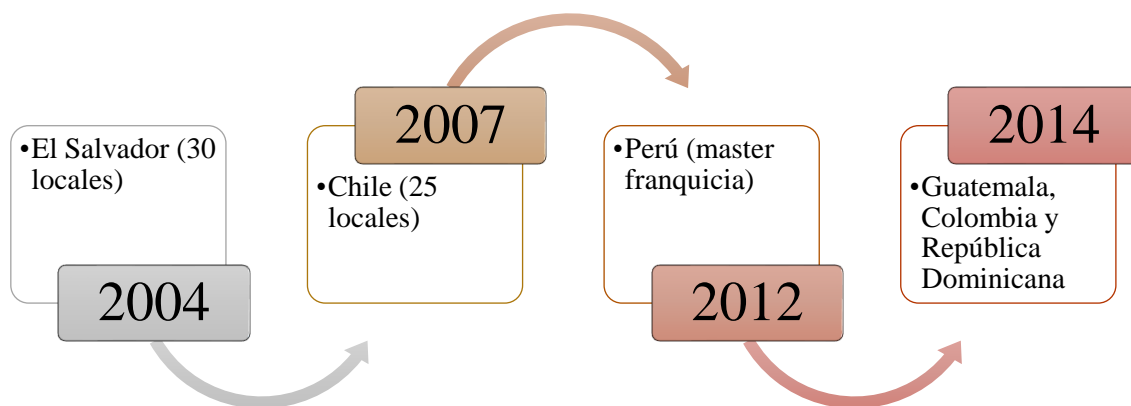 •El Salvador (30
locales)
2004
2007
•Chile (25
locales)
•Perú (master
franquicia)
2012
2014
•Guatemala,
Colombia y
República
Dominicana